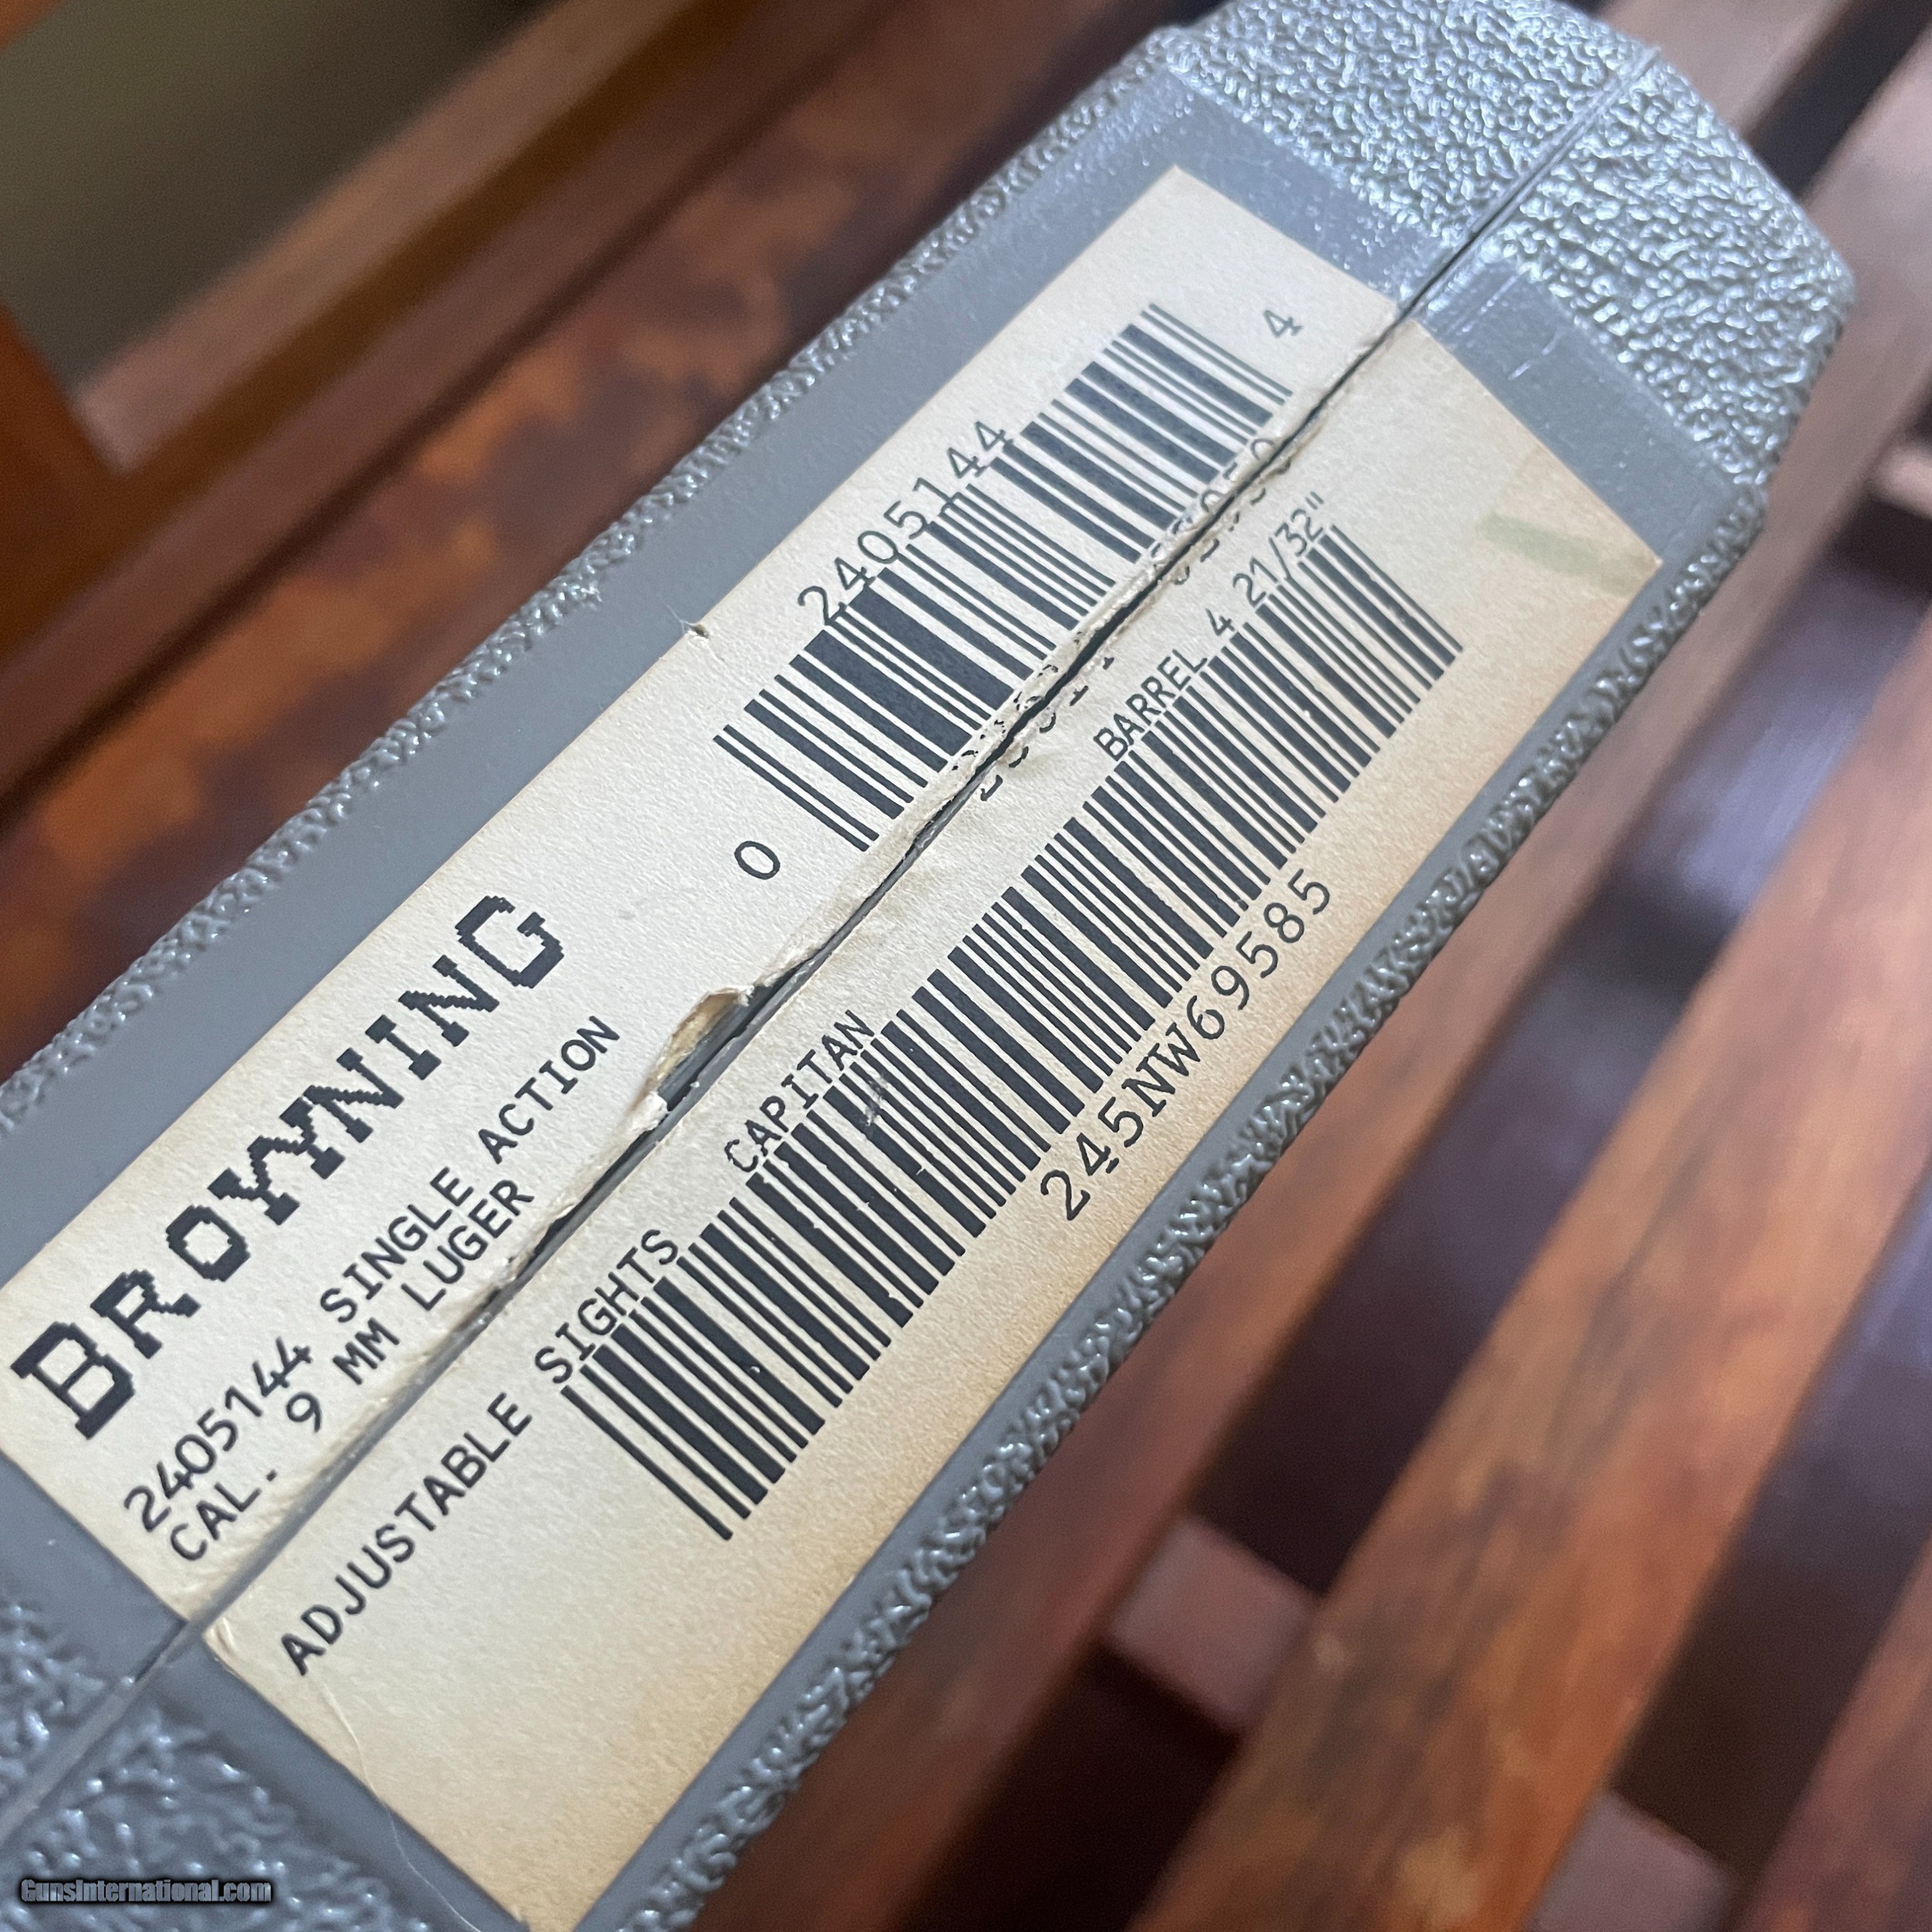 BROWNING
2405144 SINGLE ACTION
CAL. 9 MM LUGER
2405144
0
4
ADJUSTABLE SIGHTS CAPITAN BARREL 4 21/32"
245NW69585
GunsInternational.com